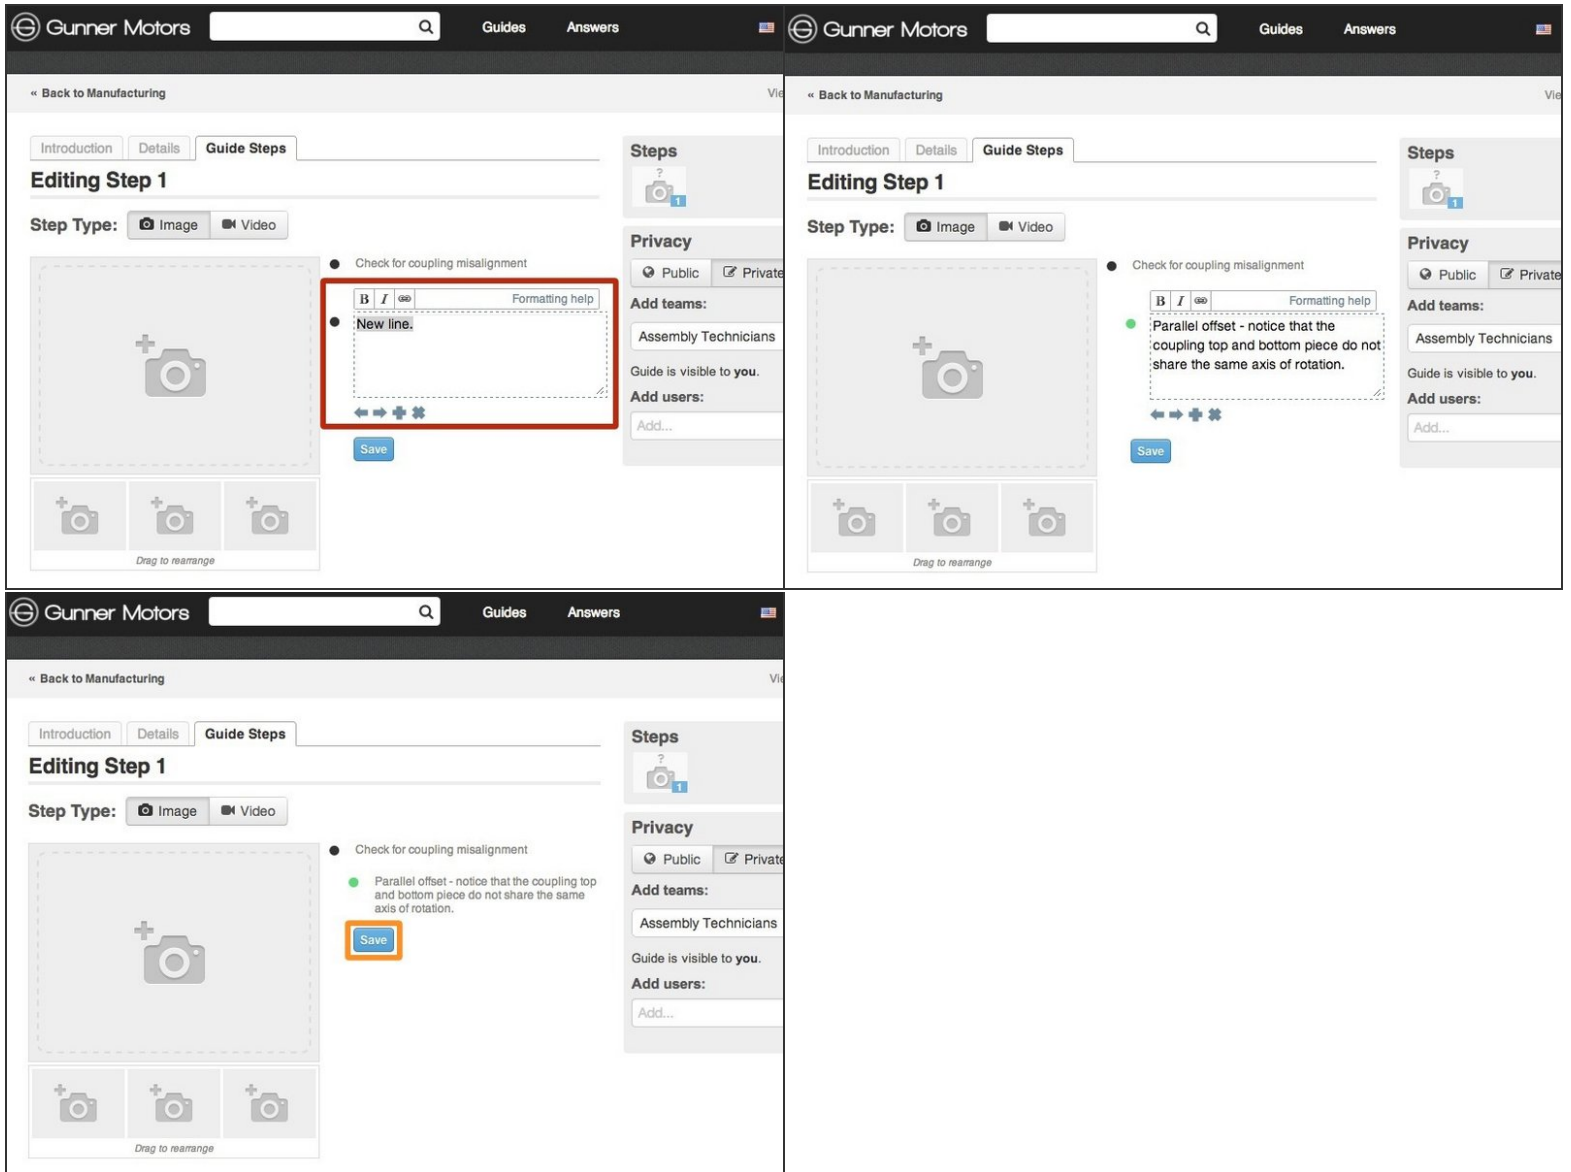 Gunner Motors Guides Answers
« Back to Manufacturing Vie
Introduction Details Guide Steps
Editing Step 1
Step Type: Image Video
Check for coupling misalignment
B I Formatting help
New line.
Save
Drag to rearrange
Steps
?
1
Privacy
Public Private
Add teams:
Assembly Technicians
Guide is visible to you.
Add users:
Add...
Gunner Motors Guides Answers
« Back to Manufacturing Vie
Introduction Details Guide Steps
Editing Step 1
Step Type: Image Video
Check for coupling misalignment
B I Formatting help
Parallel offset - notice that the
coupling top and bottom piece do not
share the same axis of rotation.
Save
Drag to rearrange
Steps
?
1
Privacy
Public Private
Add teams:
Assembly Technicians
Guide is visible to you.
Add users:
Add...
Gunner Motors Guides Answers
« Back to Manufacturing Vie
Introduction Details Guide Steps
Editing Step 1
Step Type: Image Video
Check for coupling misalignment
Parallel offset - notice that the coupling top
and bottom piece do not share the same
axis of rotation.
Save
Drag to rearrange
Steps
?
1
Privacy
Public Private
Add teams:
Assembly Technicians
Guide is visible to you.
Add users:
Add...